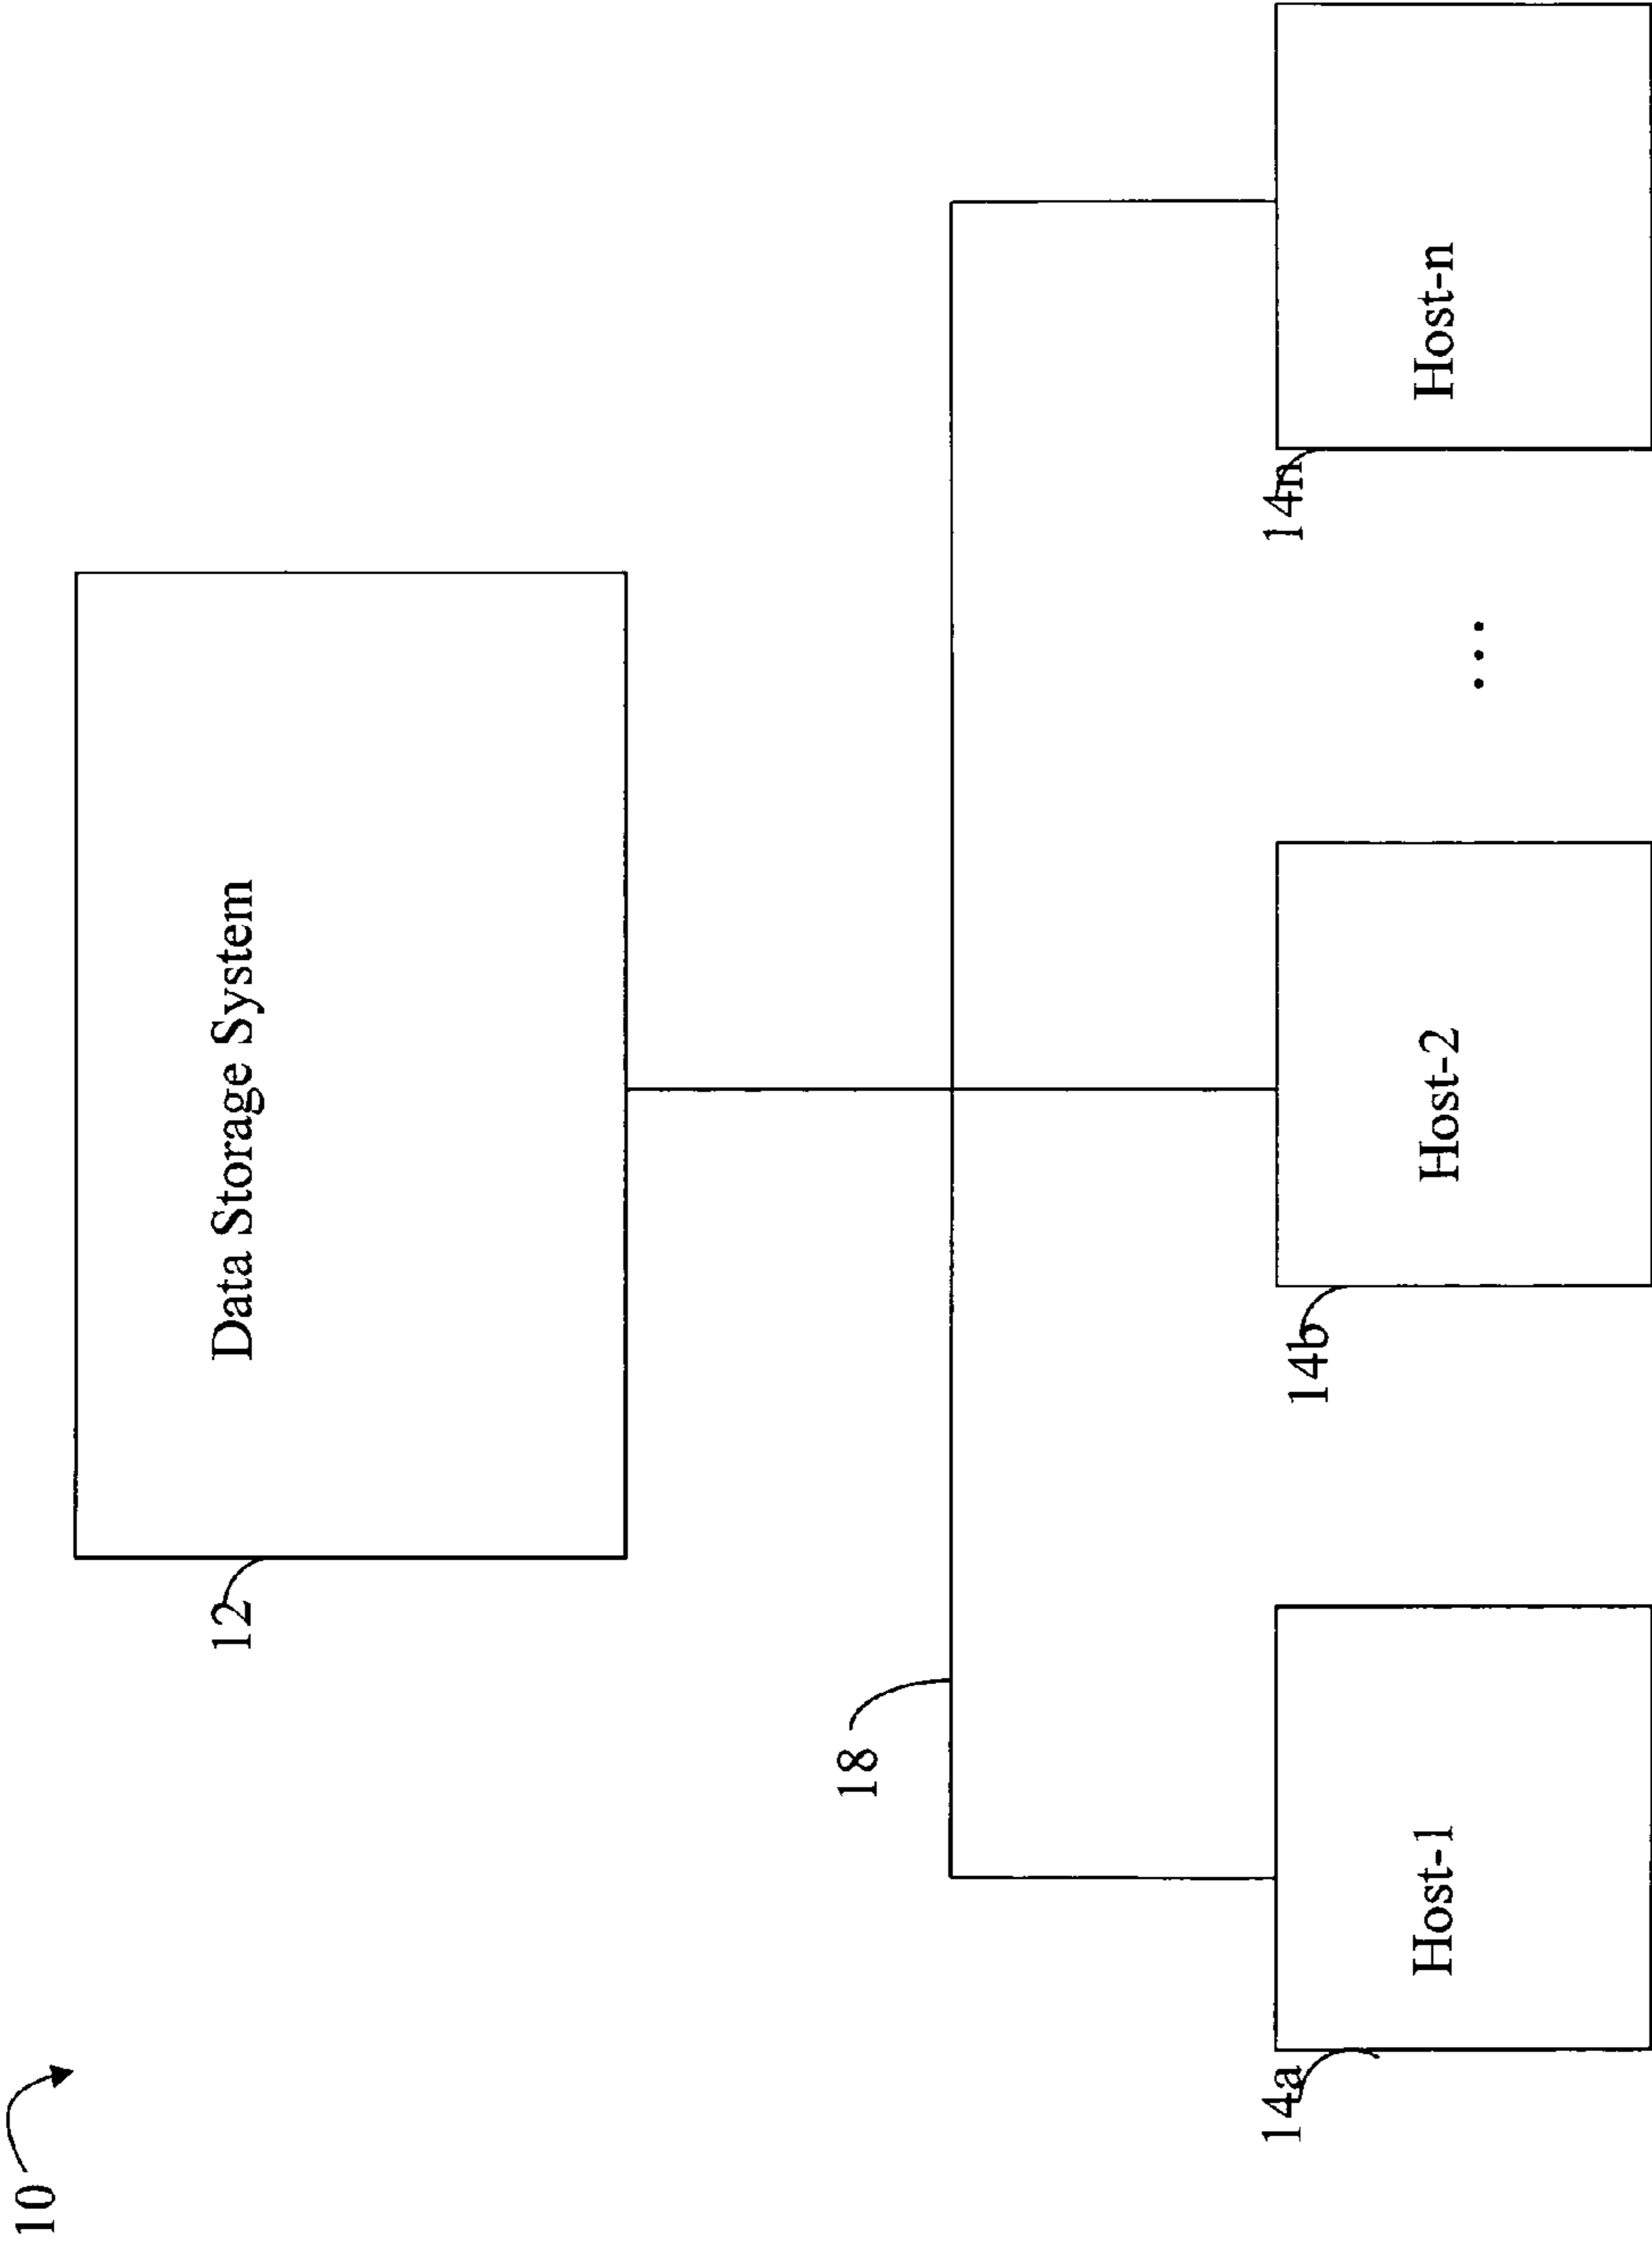 10
12
Data Storage System
18
14a
Host-1
14b
Host-2
...
14n
Host-n